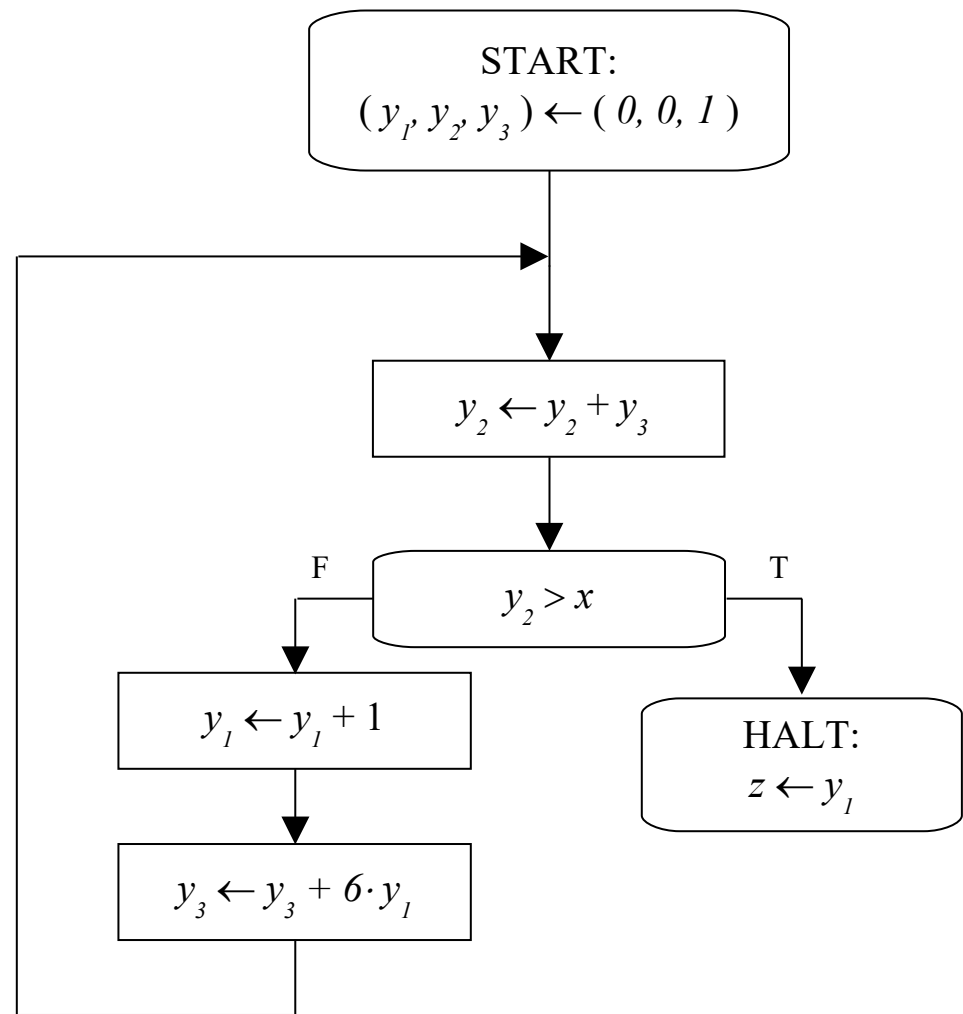 START:
( y₁, y₂, y₃ ) ← ( 0, 0, 1 )
y₂ ← y₂ + y₃
F
T
y₂ > x
y₁ ← y₁ + 1
HALT:
z ← y₁
y₃ ← y₃ + 6· y₁